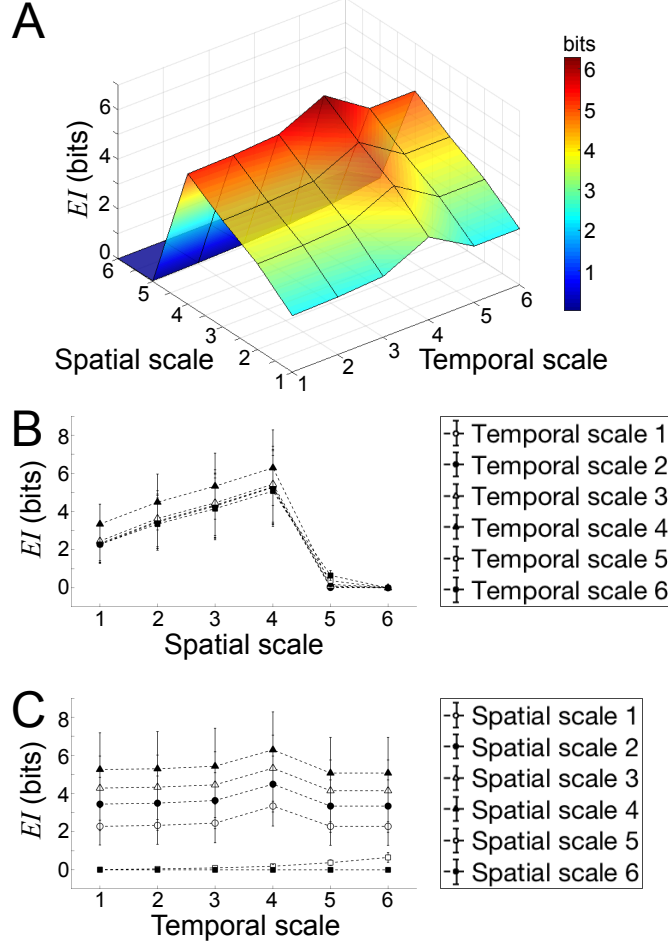 A
bits
EI (bits)
6
4
2
0
6
5
4
3
2
1
6
5
4
3
2
1
Spatial scale
1
2
3
4
5
6
Temporal scale
B
EI (bits)
8
6
4
2
0
1 2 3 4 5 6
Spatial scale
Temporal scale 1
Temporal scale 2
Temporal scale 3
Temporal scale 4
Temporal scale 5
Temporal scale 6
C
EI (bits)
8
6
4
2
0
1 2 3 4 5 6
Temporal scale
Spatial scale 1
Spatial scale 2
Spatial scale 3
Spatial scale 4
Spatial scale 5
Spatial scale 6